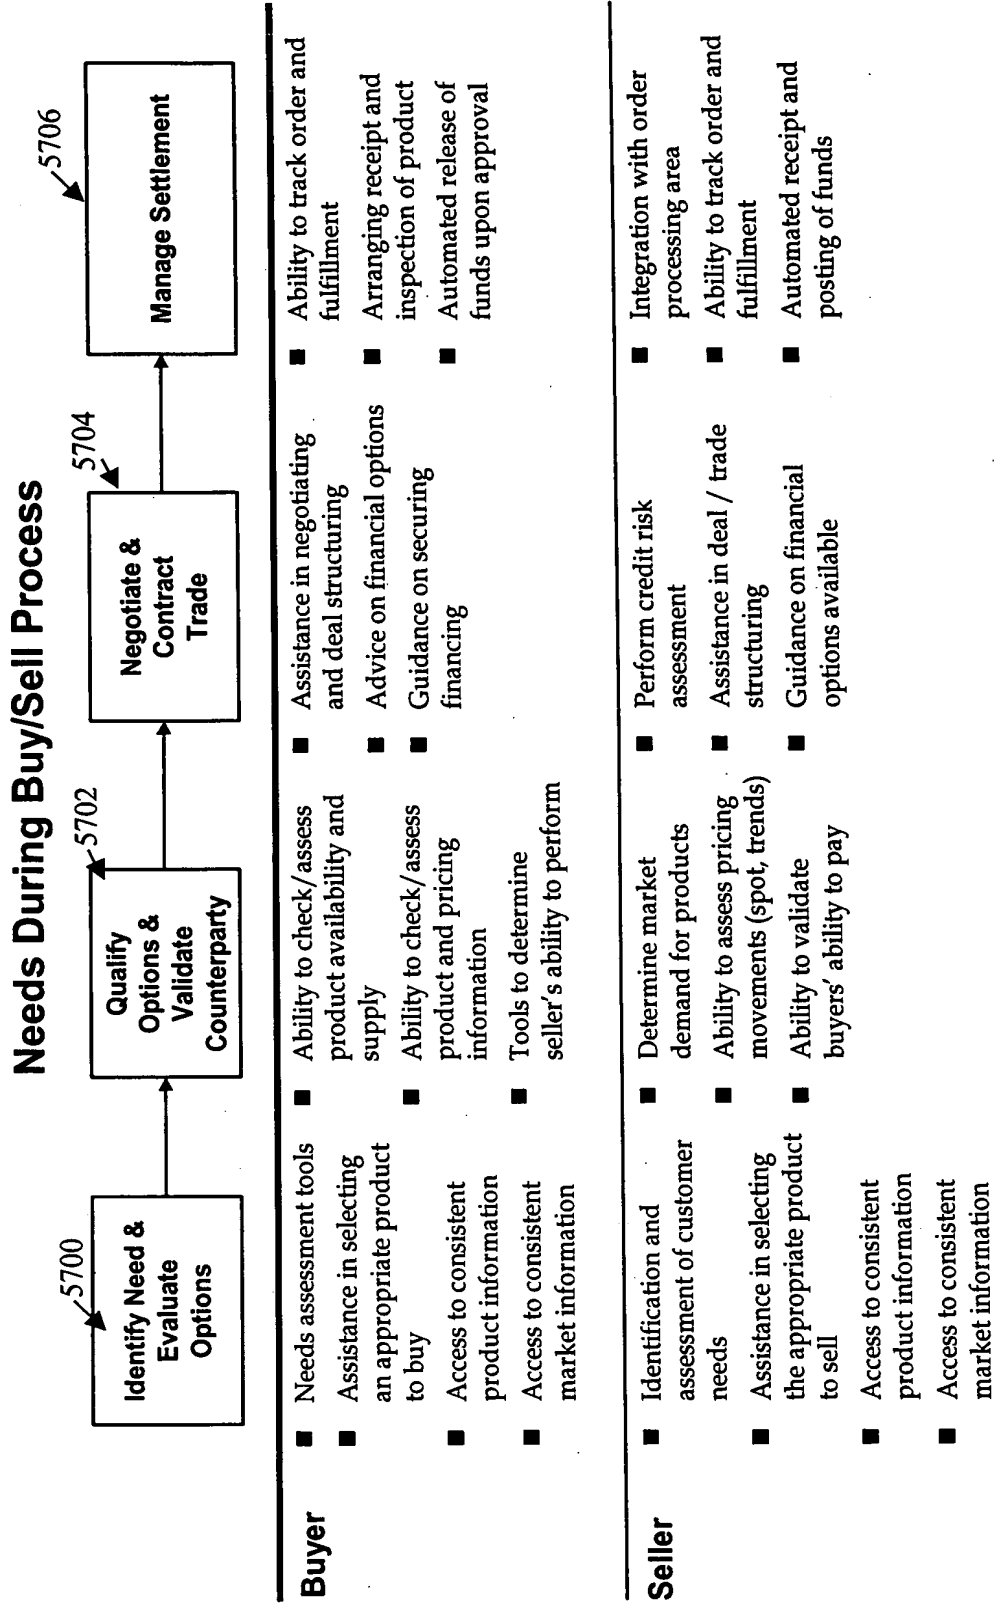 Needs During Buy/Sell Process
5700
Identify Need &
Evaluate
Options
5702
Qualify
Options &
Validate
Counterparty
5704
Negotiate &
Contract
Trade
5706
Manage Settlement
Buyer
■ Needs assessment tools
■ Assistance in selecting
an appropriate product
to buy
■ Access to consistent
product information
■ Access to consistent
market information
■ Ability to check/assess
product availability and
supply
■ Ability to check/assess
product and pricing
information
■ Tools to determine
seller's ability to perform
■ Assistance in negotiating
and deal structuring
■ Advice on financial options
■ Guidance on securing
financing
■ Ability to track order and
fulfillment
■ Arranging receipt and
inspection of product
■ Automated release of
funds upon approval
Seller
■ Identification and
assessment of customer
needs
■ Assistance in selecting
the appropriate product
to sell
■ Access to consistent
product information
■ Access to consistent
market information
■ Determine market
demand for products
■ Ability to assess pricing
movements (spot, trends)
■ Ability to validate
buyers' ability to pay
■ Perform credit risk
assessment
■ Assistance in deal / trade
structuring
■ Guidance on financial
options available
■ Integration with order
processing area
■ Ability to track order and
fulfillment
■ Automated receipt and
posting of funds